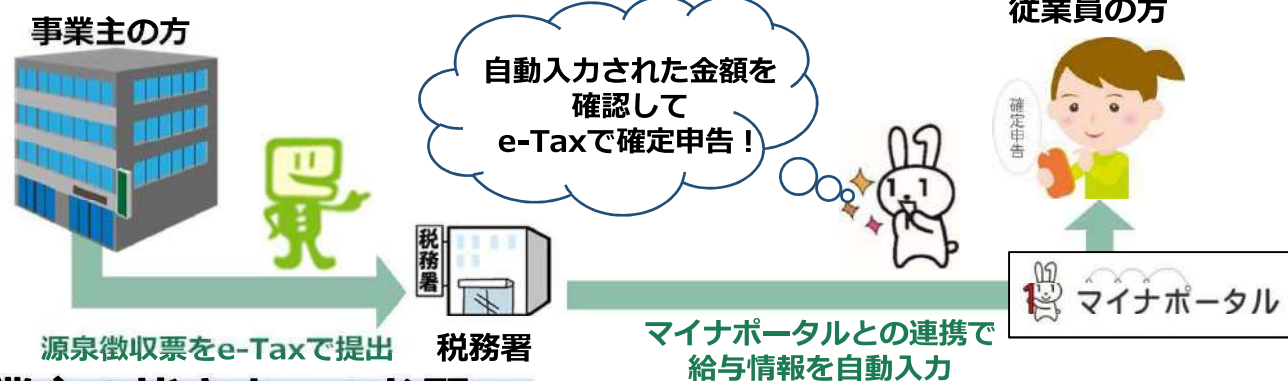 事業主の方
従業員の方
自動入力された金額を
確認して
e-Taxで確定申告！
確定申告
税務署
マイナポータル
源泉徴収票をe-Taxで提出
税務署
マイナポータルとの連携で
給与情報を自動入力